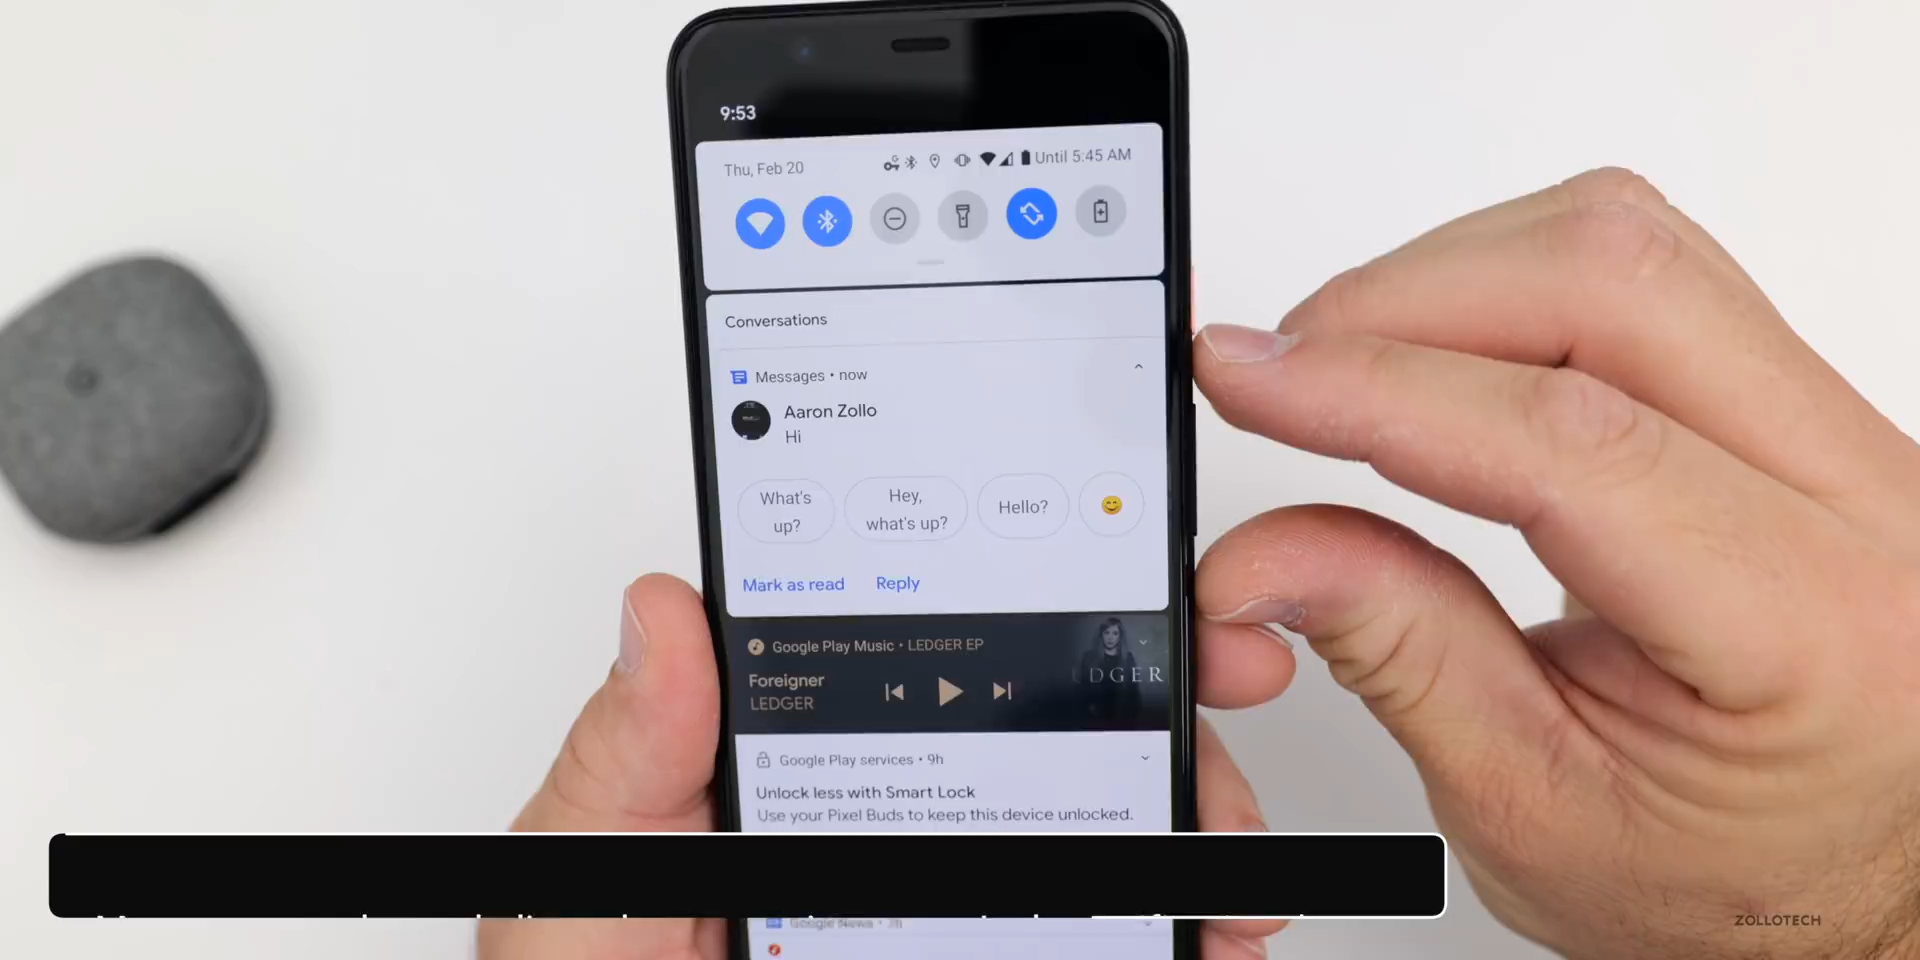 9:53
Thu, Feb 20
Until 5:45 AM
Conversations
Messages • now
Aaron Zollo
Hi
What's
up?
Hey,
what's up?
Hello?
Mark as read
Reply
Google Play Music • LEDGER EP
Foreigner
LEDGER
DGER
Google Play services • 9h
Unlock less with Smart Lock
Use your Pixel Buds to keep this device unlocked.
Google News
ZOLLOTECH